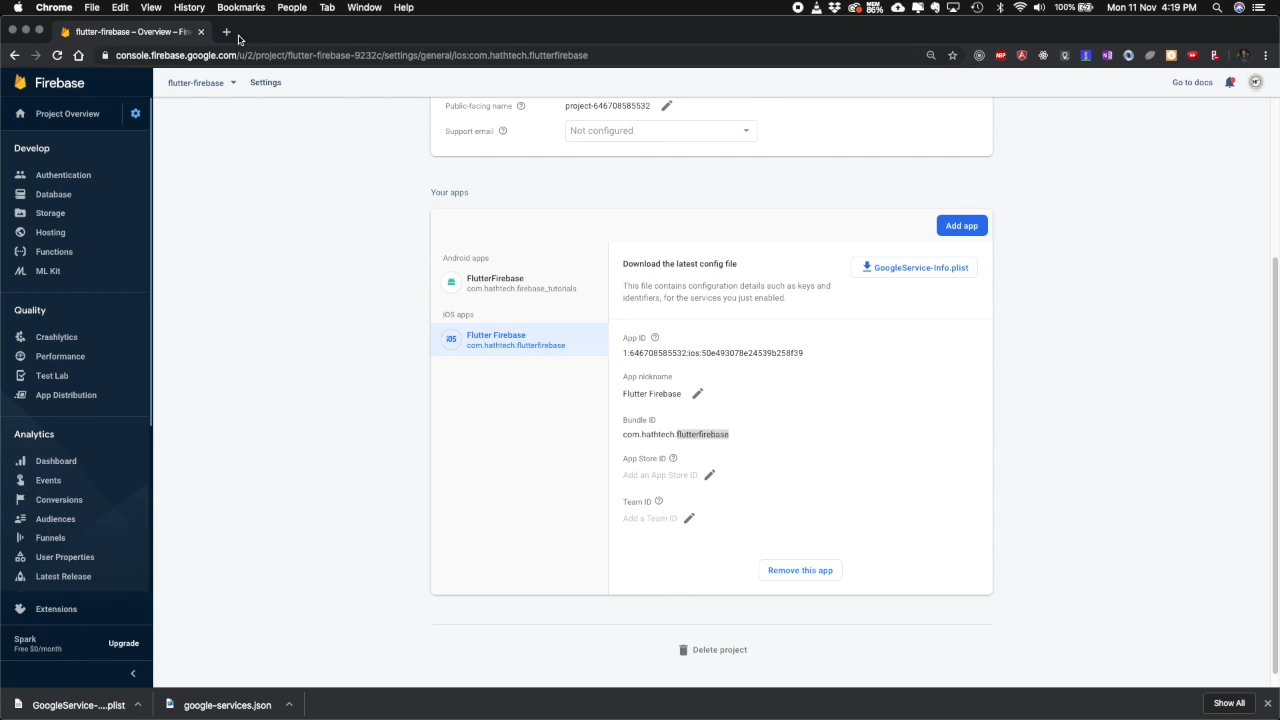 Chrome File Edit View History Bookmarks People Tab Window Help
100% Mon 11 Nov 4:19 PM
flutter-firebase – Overview – Fire
console.firebase.google.com/u/2/project/flutter-firebase-9232c/settings/general/ios:com.hathtech.flutterfirebase
Firebase
flutter-firebase
Settings
Go to docs
Project Overview
Develop
Authentication
Database
Storage
Hosting
Functions
ML Kit
Quality
Crashlytics
Performance
Test Lab
App Distribution
Analytics
Dashboard
Events
Conversions
Audiences
Funnels
User Properties
Latest Release
Extensions
Spark
Free $0/month
Upgrade
Public-facing name
project-646708585532
Support email
Not configured
Your apps
Add app
Android apps
FlutterFirebase
com.hathtech.firebase_tutorials
iOS apps
iOS
Flutter Firebase
com.hathtech.flutterfirebase
Download the latest config file
GoogleService-Info.plist
This file contains configuration details such as keys and
identifiers, for the services you just enabled.
App ID
1:646708585532:ios:50e493078e24539b258f39
App nickname
Flutter Firebase
Bundle ID
com.hathtech.flutterfirebase
App Store ID
Add an App Store ID
Team ID
Add a Team ID
Remove this app
Delete project
GoogleService-....plist
google-services.json
Show All